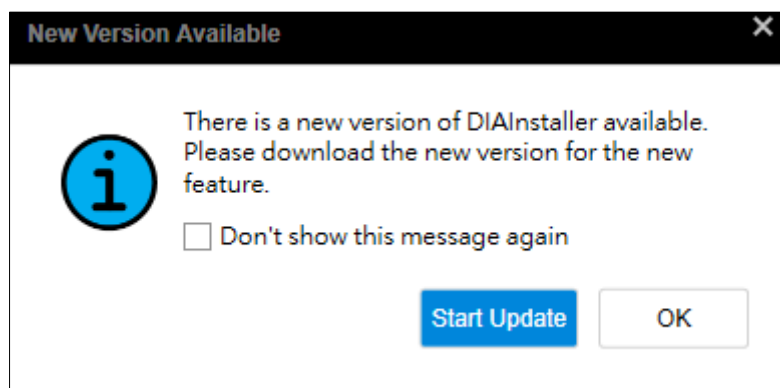 New Version Available
There is a new version of DIAInstaller available.
Please download the new version for the new
feature.
Don't show this message again
Start Update
OK